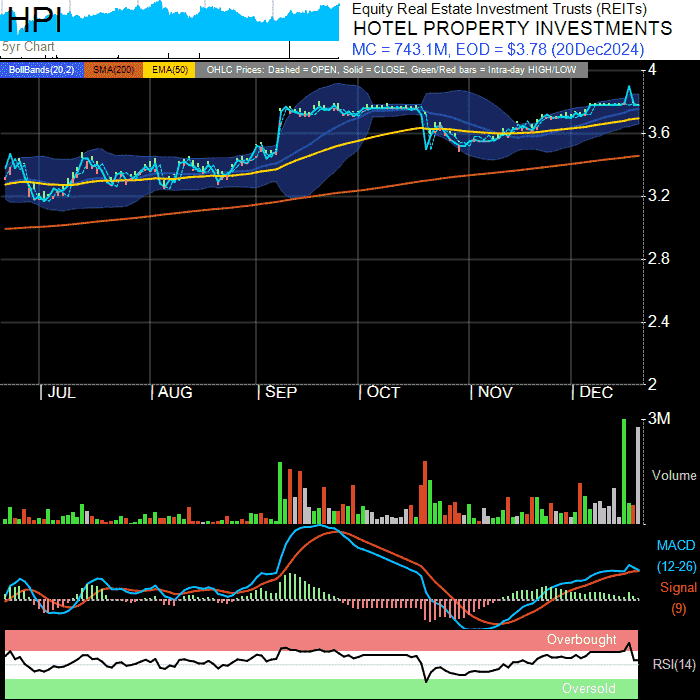 HPI
5yr Chart
Equity Real Estate Investment Trusts (REITs)
HOTEL PROPERTY INVESTMENTS
MC = 743.1M, EOD = $3.78 (20Dec2024)
BollBands(20,2) SMA(200) EMA(50) OHLC Prices: Dashed = OPEN, Solid = CLOSE, Green/Red bars = Intra-day HIGH/LOW
4
3.6
3.2
2.8
2.4
2
JUL AUG SEP OCT NOV DEC
3M
Volume
MACD
(12-26)
Signal
(9)
Overbought
RSI(14)
Oversold